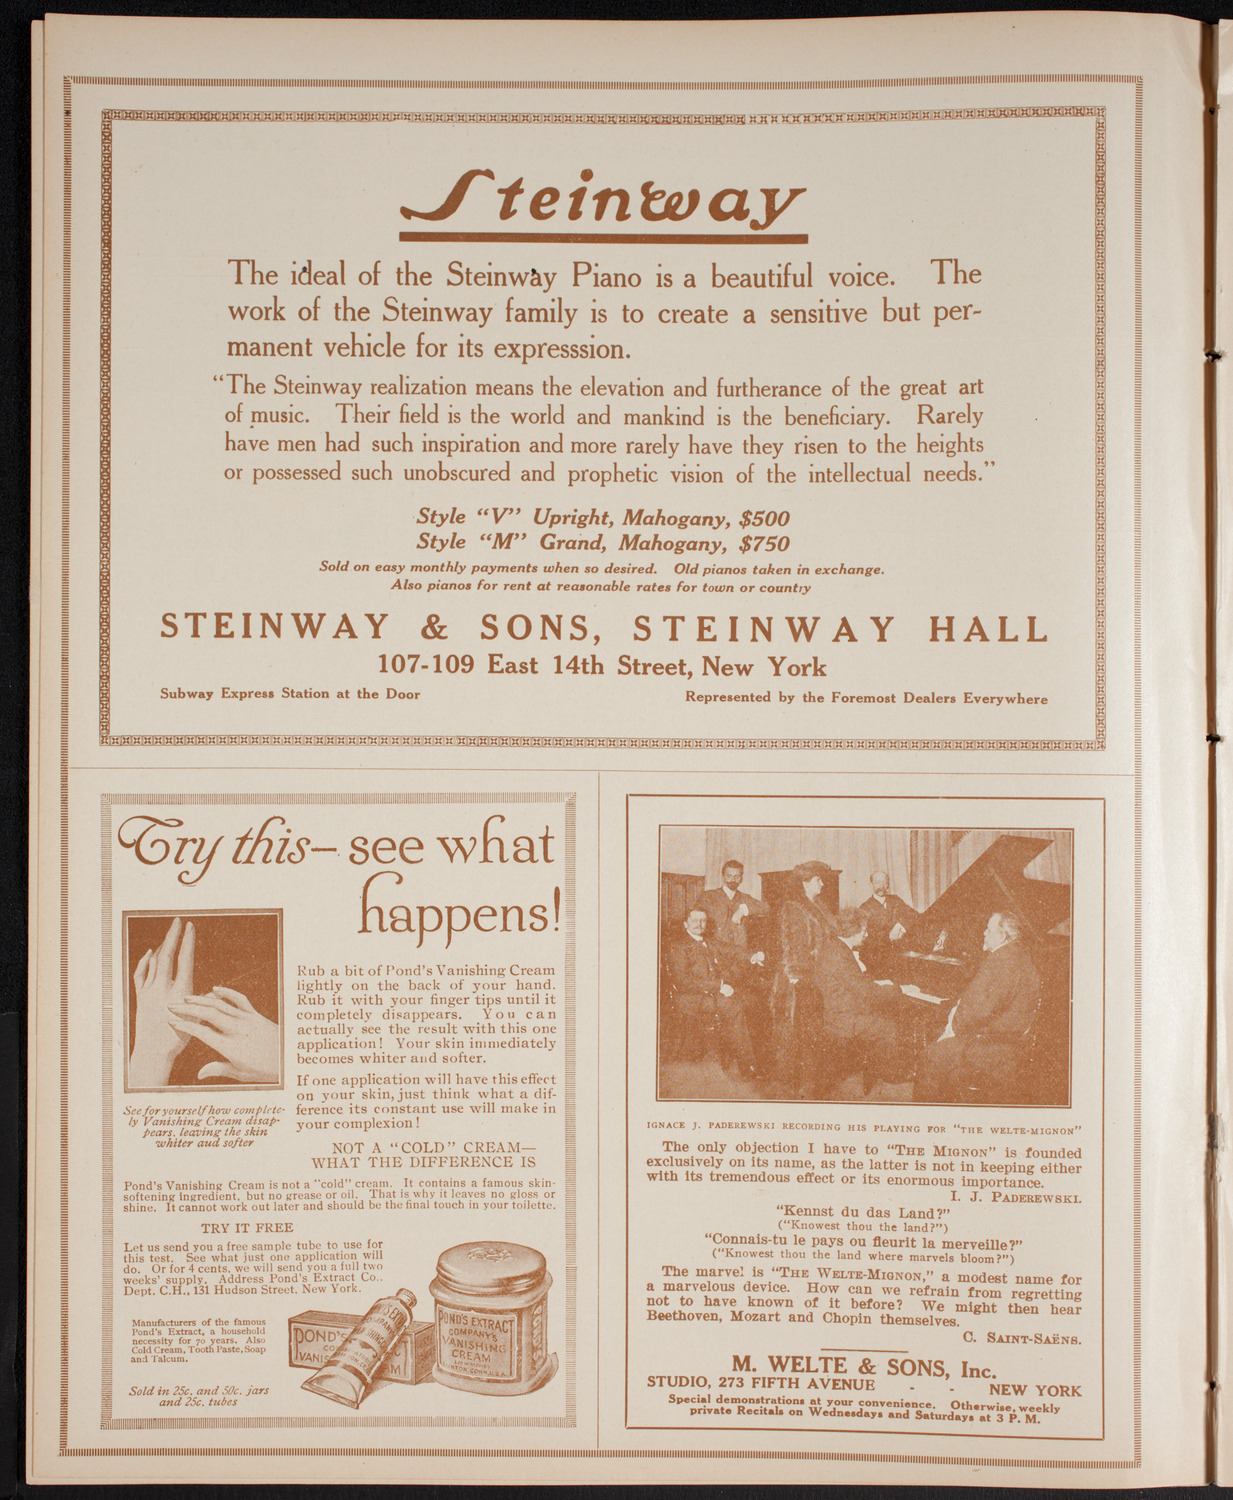 Steinway
The ideal of the Steinway Piano is a beautiful voice. The
work of the Steinway family is to create a sensitive but per-
manent vehicle for its expresssion.
"The Steinway realization means the elevation and furtherance of the great art
of music. Their field is the world and mankind is the beneficiary. Rarely
have men had such inspiration and more rarely have they risen to the heights
or possessed such unobscured and prophetic vision of the intellectual needs."
Style "V" Upright, Mahogany, $500
Style "M" Grand, Mahogany, $750
Sold on easy monthly payments when so desired. Old pianos taken in exchange.
Also pianos for rent at reasonable rates for town or country
STEINWAY & SONS, STEINWAY HALL
107-109 East 14th Street, New York
Subway Express Station at the Door
Represented by the Foremost Dealers Everywhere
Try this—see what
happens!
Rub a bit of Pond's Vanishing Cream
lightly on the back of your hand.
Rub it with your finger tips until it
completely disappears. You can
actually see the result with this one
application! Your skin immediately
becomes whiter and softer.
If one application will have this effect
on your skin, just think what a dif-
ference its constant use will make in
your complexion!
See for yourself how complete-
ly Vanishing Cream disap-
pears, leaving the skin
whiter and softer
NOT A "COLD" CREAM—
WHAT THE DIFFERENCE IS
Pond's Vanishing Cream is not a "cold" cream. It contains a famous skin-
softening ingredient, but no grease or oil. That is why it leaves no gloss or
shine. It cannot work out later and should be the final touch in your toilette.
TRY IT FREE
Let us send you a free sample tube to use for
this test. See what just one application will
do. Or for 4 cents, we will send you a full two
weeks' supply. Address Pond's Extract Co.,
Dept. C.H., 131 Hudson Street, New York.
Manufacturers of the famous
Pond's Extract, a household
necessity for 70 years. Also
Cold Cream, Tooth Paste, Soap
and Talcum.
Sold in 25c. and 50c. jars
and 25c. tubes
POND'S
VANIS
POND'S EXTRACT
COMPANY'S
VANISHING
CREAM
IGNACE J. PADEREWSKI RECORDING HIS PLAYING FOR "THE WELTE-MIGNON"
The only objection I have to "THE MIGNON" is founded
exclusively on its name, as the latter is not in keeping either
with its tremendous effect or its enormous importance.
I. J. PADEREWSKI.
"Kennst du das Land?"
("Knowest thou the land?")
"Connais-tu le pays ou fleurit la merveille?"
("Knowest thou the land where marvels bloom?")
The marvel is "THE WELTE-MIGNON," a modest name for
a marvelous device. How can we refrain from regretting
not to have known of it before? We might then hear
Beethoven, Mozart and Chopin themselves.
C. SAINT-SAËNS.
M. WELTE & SONS, Inc.
STUDIO, 273 FIFTH AVENUE - - NEW YORK
Special demonstrations at your convenience. Otherwise, weekly
private Recitals on Wednesdays and Saturdays at 3 P. M.